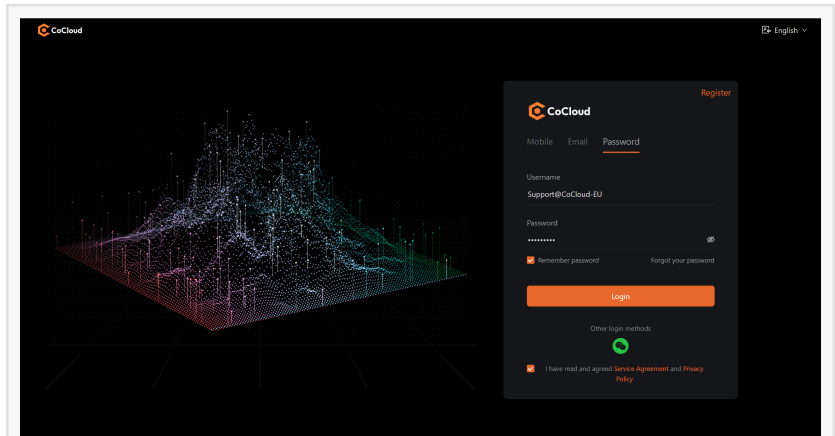 CoCloud
English
Register
CoCloud
Mobile Email Password
Username
Support@CoCloud-EU
Password
•••••••••
Remember password Forgot your password
Login
Other login methods
I have read and agreed Service Agreement and Privacy
Policy